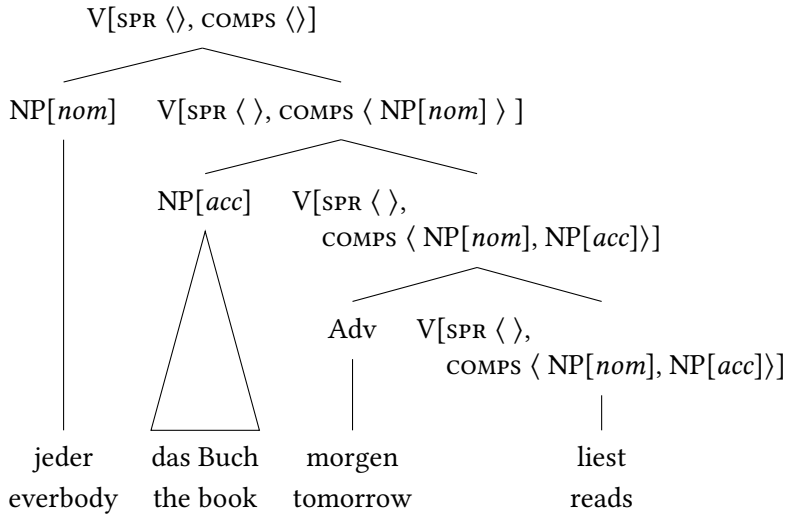 V[SPR ⟨⟩, COMPS ⟨⟩]
NP[nom] V[SPR ⟨ ⟩, COMPS ⟨ NP[nom] ⟩ ]
NP[acc] V[SPR ⟨ ⟩,
COMPS ⟨ NP[nom], NP[acc]⟩]
Adv V[SPR ⟨ ⟩,
COMPS ⟨ NP[nom], NP[acc]⟩]
jeder das Buch morgen liest
everbody the book tomorrow reads